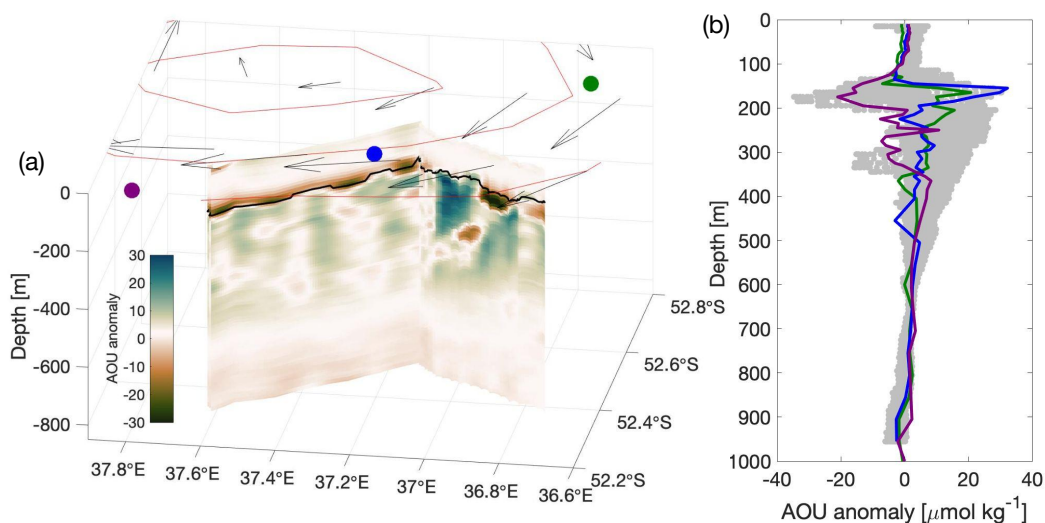 (a)
Depth [m]
0
-200
-400
-600
-800
AOU anomaly
30
20
10
0
-10
-20
-30
37.8°E
37.6°E
37.4°E
37.2°E
37°E
36.8°E
36.6°E
52.2°S
52.4°S
52.6°S
52.8°S
(b)
Depth [m]
0
100
200
300
400
500
600
700
800
900
1000
-40
-20
0
20
40
AOU anomaly [μmol kg⁻¹]